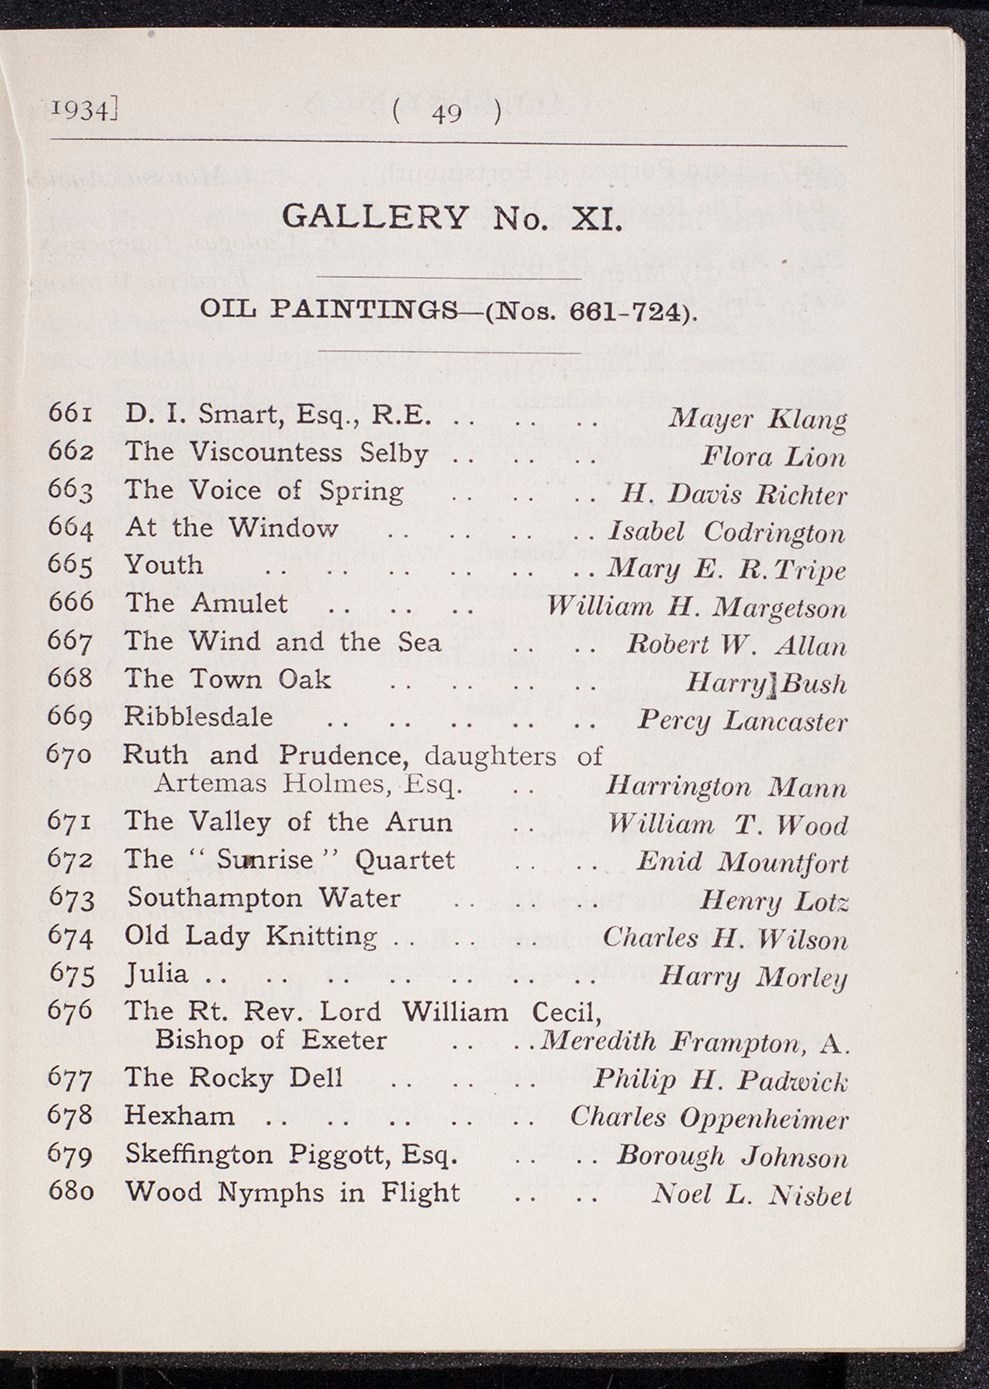 1934] ( 49 )
GALLERY No. XI.
OIL PAINTINGS—(Nos. 661-724).
661 D. I. Smart, Esq., R.E. .. .. .. Mayer Klang
662 The Viscountess Selby .. .. .. Flora Lion
663 The Voice of Spring .. .. .. H. Davis Richter
664 At the Window .. .. .. .. Isabel Codrington
665 Youth .. .. .. .. .. .. Mary E. R. Tripe
666 The Amulet .. .. .. William H. Margetson
667 The Wind and the Sea .. .. Robert W. Allan
668 The Town Oak .. .. .. .. Harry Bush
669 Ribblesdale .. .. .. .. .. Percy Lancaster
670 Ruth and Prudence, daughters of
Artemas Holmes, Esq. .. Harrington Mann
671 The Valley of the Arun .. William T. Wood
672 The “ Sunrise ” Quartet .. .. Enid Mountfort
673 Southampton Water .. .. .. Henry Lotz
674 Old Lady Knitting .. .. .. Charles H. Wilson
675 Julia .. .. .. .. .. .. .. Harry Morley
676 The Rt. Rev. Lord William Cecil,
Bishop of Exeter .. .. Meredith Frampton, A.
677 The Rocky Dell .. .. .. Philip H. Padwick
678 Hexham .. .. .. .. .. Charles Oppenheimer
679 Skeffington Piggott, Esq. .. .. Borough Johnson
680 Wood Nymphs in Flight .. .. Noel L. Nisbet